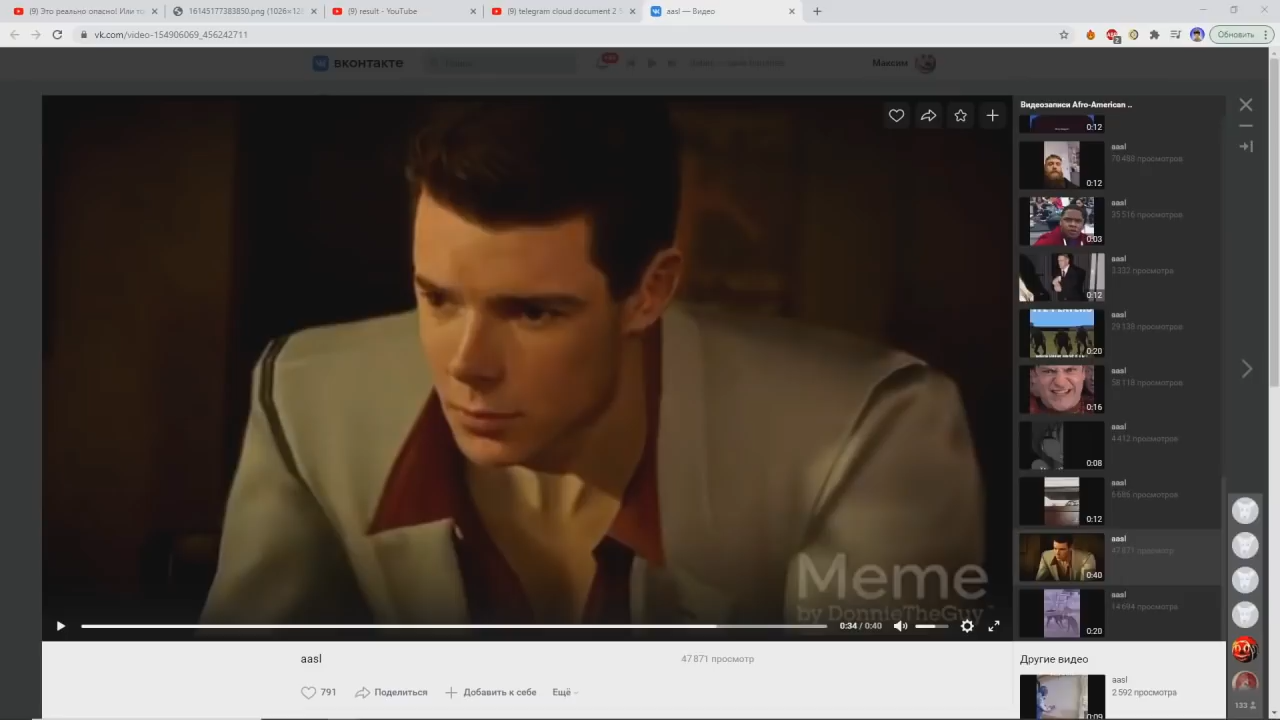 (9) Это реально опасно! Или то
16145177383850.png (1026×12
(9) result - YouTube
(9) telegram cloud document 2
aasl — Видео
vk.com/video-154906069_456242711
Обновить
вконтакте
Максим
Видеозаписи Afro-American ..
0:12
aasl
78 488 просмотров
0:12
aasl
35 516 просмотров
0:03
aasl
3 332 просмотра
0:12
aasl
29 138 просмотров
0:20
aasl
58 118 просмотров
0:16
aasl
4 412 просмотров
0:08
aasl
6 686 просмотров
0:12
aasl
47 871 просмотр
0:40
aasl
14 694 просмотра
0:20
Meme
by DonnieTheGuy™
0:34 / 0:40
aasl
47 871 просмотр
791
Поделиться
Добавить к себе
Ещё
Другие видео
aasl
2 592 просмотра
0:09
133